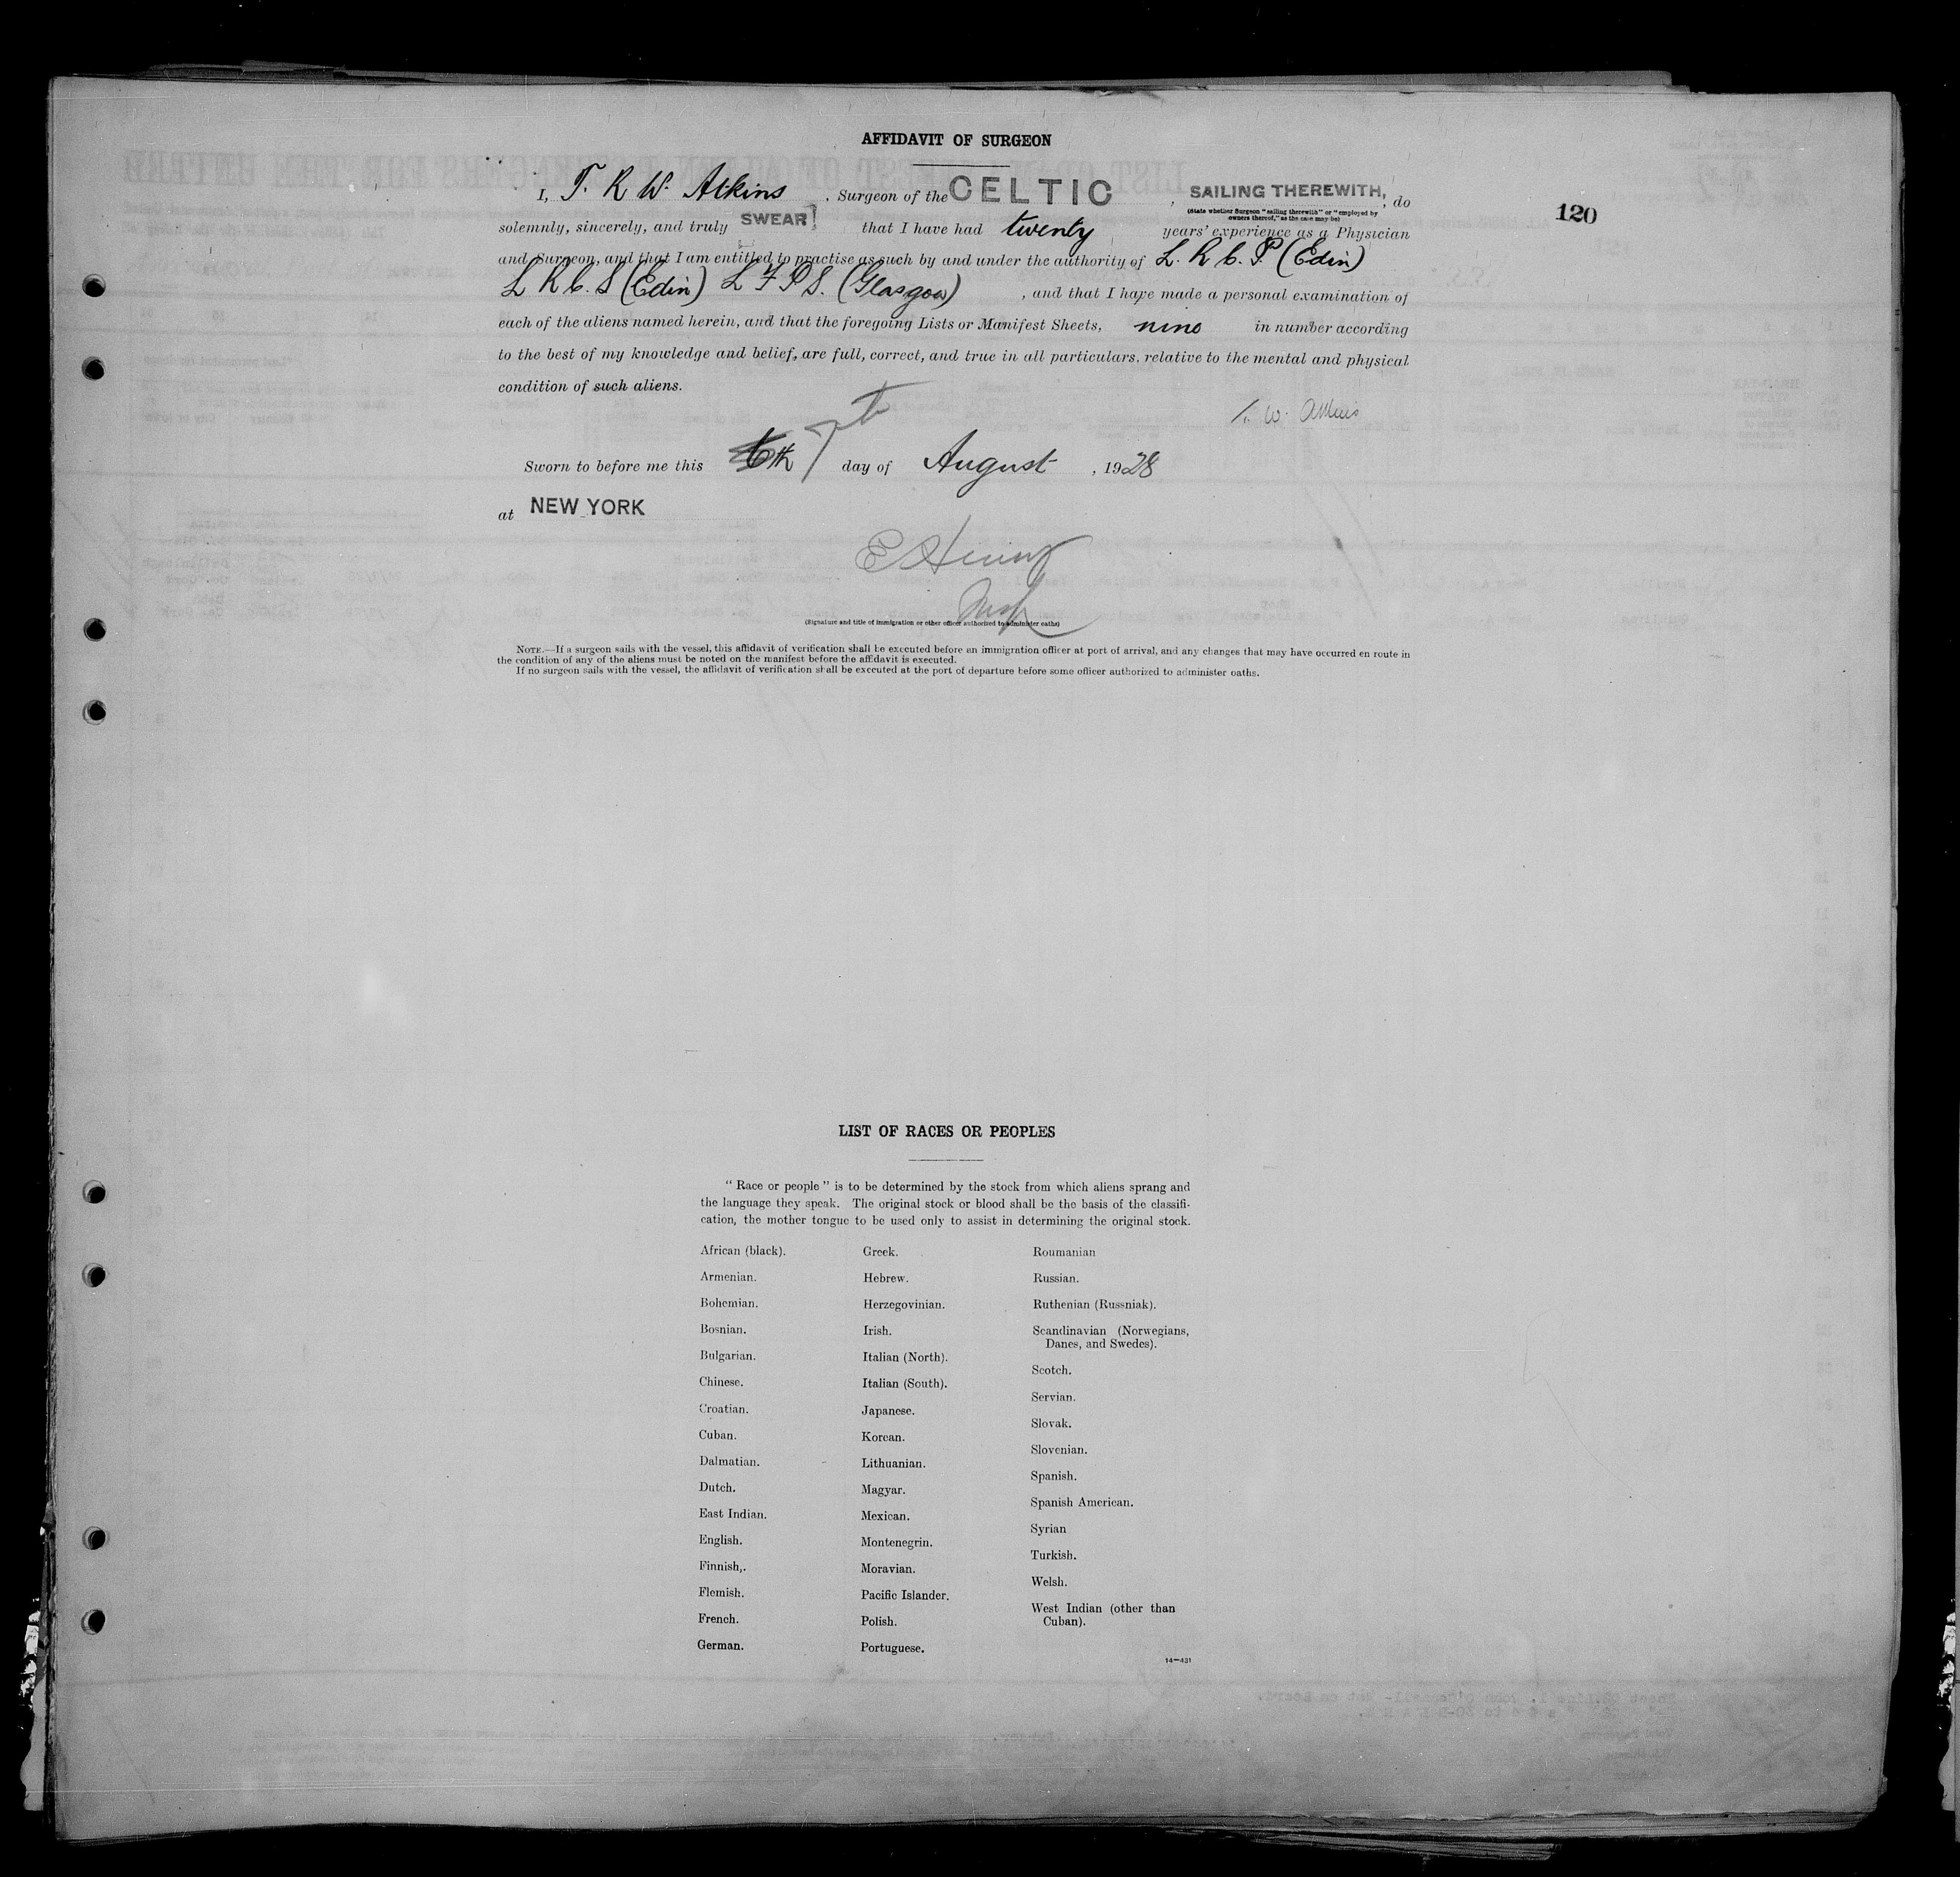 AFFIDAVIT OF SURGEON
I, T. R W. Atkins, Surgeon of the CELTIC, SAILING THEREWITH, do
(State whether Surgeon "sailing therewith" or "employed by
owners thereof," as the case may be)
120
solemnly, sincerely, and truly SWEAR that I have had twenty years' experience as a Physician
and Surgeon, and that I am entitled to practise as such by and under the authority of L. R C. P. (Edin)
L R C. S (Edin) L F P S. (Glasgow), and that I have made a personal examination of
each of the aliens named herein, and that the foregoing Lists or Manifest Sheets, nine in number according
to the best of my knowledge and belief, are full, correct, and true in all particulars, relative to the mental and physical
condition of such aliens.
T. W. Atkins
Sworn to before me this 6th 7th day of August, 1928
at NEW YORK
(Signature and title of immigration or other officer authorized to administer oaths)
NOTE.—If a surgeon sails with the vessel, this affidavit of verification shall be executed before an immigration officer at port of arrival, and any changes that may have occurred en route in
the condition of any of the aliens must be noted on the manifest before the affidavit is executed.
If no surgeon sails with the vessel, the affidavit of verification shall be executed at the port of departure before some officer authorized to administer oaths.
LIST OF RACES OR PEOPLES
"Race or people" is to be determined by the stock from which aliens sprang and
the language they speak. The original stock or blood shall be the basis of the classifi-
cation, the mother tongue to be used only to assist in determining the original stock.
African (black).
Armenian.
Bohemian.
Bosnian.
Bulgarian.
Chinese.
Croatian.
Cuban.
Dalmatian.
Dutch.
East Indian.
English.
Finnish,.
Flemish.
French.
German.
Greek.
Hebrew.
Herzegovinian.
Irish.
Italian (North).
Italian (South).
Japanese.
Korean.
Lithuanian.
Magyar.
Mexican.
Montenegrin.
Moravian.
Pacific Islander.
Polish.
Portuguese.
Roumanian
Russian.
Ruthenian (Russniak).
Scandinavian (Norwegians,
Danes, and Swedes).
Scotch.
Servian.
Slovak.
Slovenian.
Spanish.
Spanish American.
Syrian
Turkish.
Welsh.
West Indian (other than
Cuban).
14—431